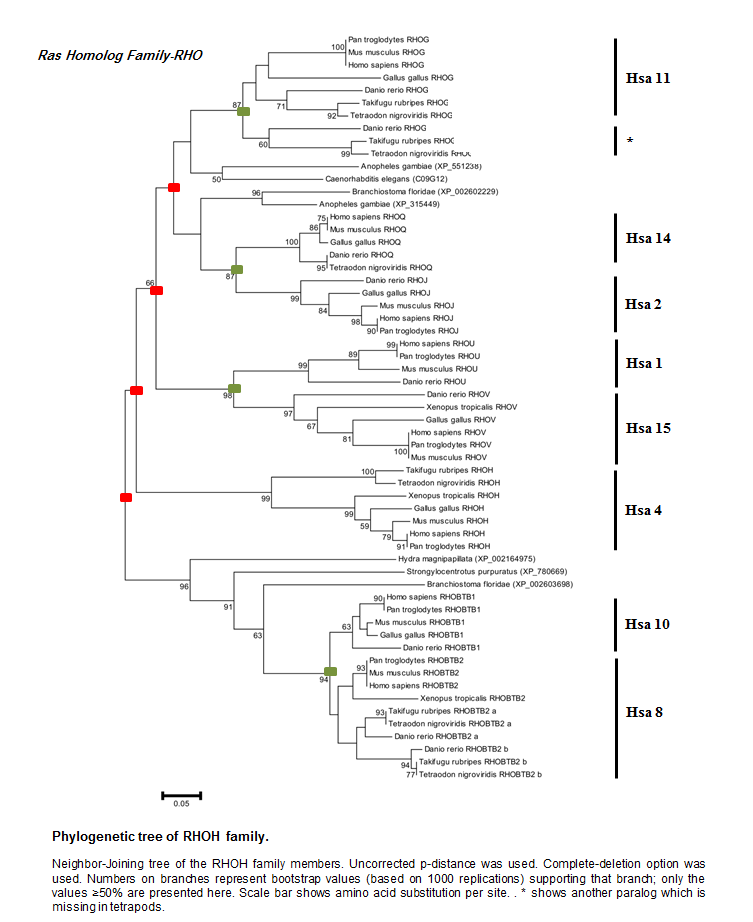 Ras Homolog Family-RHO
Pan troglodytes RHOG
100
Mus musculus RHOG
Homo sapiens RHOG
Gallus gallus RHOG
Hsa 11
Danio rerio RHOG
87
71
Takifugu rubripes RHOG
92
Tetraodon nigroviridis RHOG
Danio rerio RHOG
60
Takifugu rubripes
*
99
Tetraodon nigroviridis
Anopheles gambiae (XP_551238)
50
Caenorhabditis elegans (C09G12)
96
Branchiostoma floridae (XP_002602229)
Anopheles gambiae (XP_315449)
75
Homo sapiens RHOQ
86
Mus musculus RHOQ
100
Gallus gallus RHOQ
Hsa 14
Danio rerio RHOQ
95
Tetraodon nigroviridis RHOQ
87
Danio rerio RHOJ
66
99
Gallus gallus RHOJ
84
Mus musculus RHOJ
Hsa 2
98
Homo sapiens RHOJ
90
Pan troglodytes RHOJ
99
Homo sapiens RHOU
89
Pan troglodytes RHOU
99
Mus musculus RHOU
Hsa 1
Danio rerio RHOU
98
Danio rerio RHOV
97
Xenopus tropicalis RHOV
67
Gallus gallus RHOV
81
Homo sapiens RHOV
Hsa 15
100
Pan troglodytes RHOV
Mus musculus RHOV
100
Takifugu rubripes RHOH
Tetraodon nigroviridis RHOH
99
Xenopus tropicalis RHOH
99
Gallus gallus RHOH
Hsa 4
59
Mus musculus RHOH
79
Homo sapiens RHOH
91
Pan troglodytes RHOH
Hydra magnipapillata (XP_002164975)
96
Strongylocentrotus purpuratus (XP_780669)
91
Branchiostoma floridae (XP_002603698)
90
Homo sapiens RHOBTB1
Pan troglodytes RHOBTB1
63
63
Mus musculus RHOBTB1
Hsa 10
Gallus gallus RHOBTB1
Danio rerio RHOBTB1
94
Pan troglodytes RHOBTB2
93
Mus musculus RHOBTB2
Homo sapiens RHOBTB2
Xenopus tropicalis RHOBTB2
93
Takifugu rubripes RHOBTB2 a
Hsa 8
Tetraodon nigroviridis RHOBTB2 a
Danio rerio RHOBTB2 a
Danio rerio RHOBTB2 b
94
Takifugu rubripes RHOBTB2 b
77
Tetraodon nigroviridis RHOBTB2 b
0.05
Phylogenetic tree of RHOH family.
Neighbor-Joining tree of the RHOH family members. Uncorrected p-distance was used. Complete-deletion option was
used. Numbers on branches represent bootstrap values (based on 1000 replications) supporting that branch; only the
values ≥50% are presented here. Scale bar shows amino acid substitution per site. . * shows another paralog which is
missing in tetrapods.